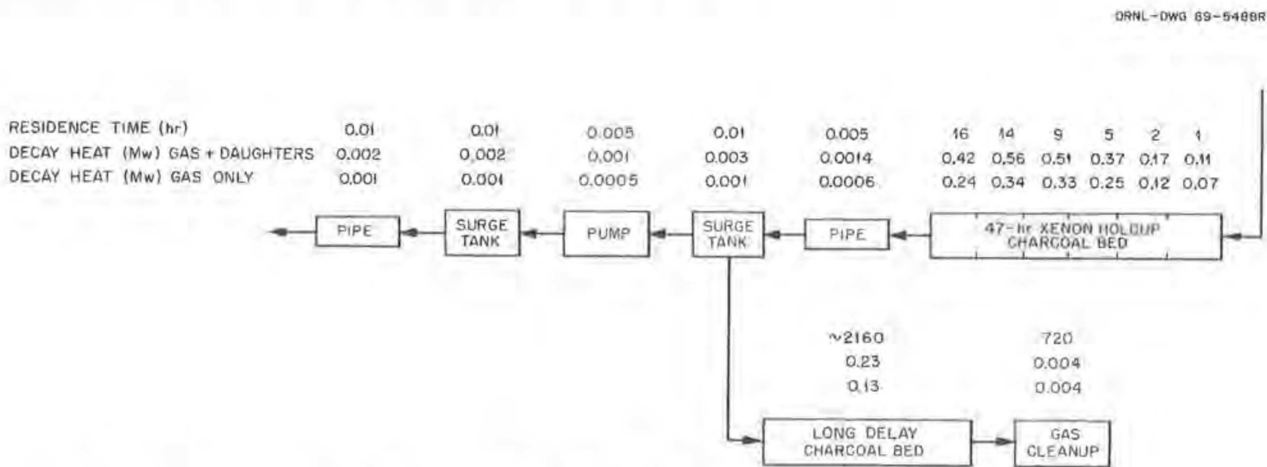 ORNL-DWG 69-5488R
RESIDENCE TIME (hr) 0.01 0.01 0.005 0.01 0.005 16 14 9 5 2 1
DECAY HEAT (Mw) GAS + DAUGHTERS 0.002 0.002 0.001 0.003 0.0014 0.42 0.56 0.51 0.37 0.17 0.11
DECAY HEAT (Mw) GAS ONLY 0.001 0.001 0.0005 0.001 0.0006 0.24 0.34 0.33 0.25 0.12 0.07
PIPE
SURGE
TANK
PUMP
SURGE
TANK
PIPE
47-hr XENON HOLDUP
CHARCOAL BED
~2160 720
0.23 0.004
0.13 0.004
LONG DELAY
CHARCOAL BED
GAS
CLEANUP